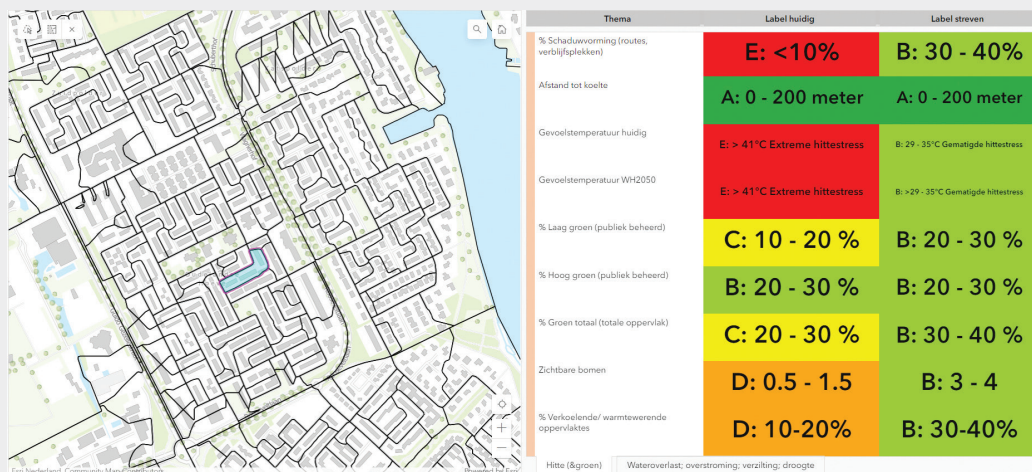 Thema Label huidig Label streven
% Schaduwvorming (routes,
verblijfsplekken)
E: <10% B: 30 - 40%
Afstand tot koelte
A: 0 - 200 meter A: 0 - 200 meter
Gevoelstemperatuur huidig
E: > 41°C Extreme hittestress B: 29 - 35°C Gematigde hittestress
Gevoelstemperatuur WH2050
E: > 41°C Extreme hittestress B: >29 - 35°C Gematigde hittestress
% Laag groen (publiek beheerd)
C: 10 - 20 % B: 20 - 30 %
% Hoog groen (publiek beheerd)
B: 20 - 30 % B: 20 - 30 %
% Groen totaal (totale oppervlak)
C: 20 - 30 % B: 30 - 40 %
Zichtbare bomen
D: 0.5 - 1.5 B: 3 - 4
% Verkoelende/ warmtewerende
oppervlaktes
D: 10-20% B: 30-40%
Hitte (&groen) Wateroverlast; overstroming; verzilting; droogte
Esri Nederland, Community Map Contributors
Powered by Esri